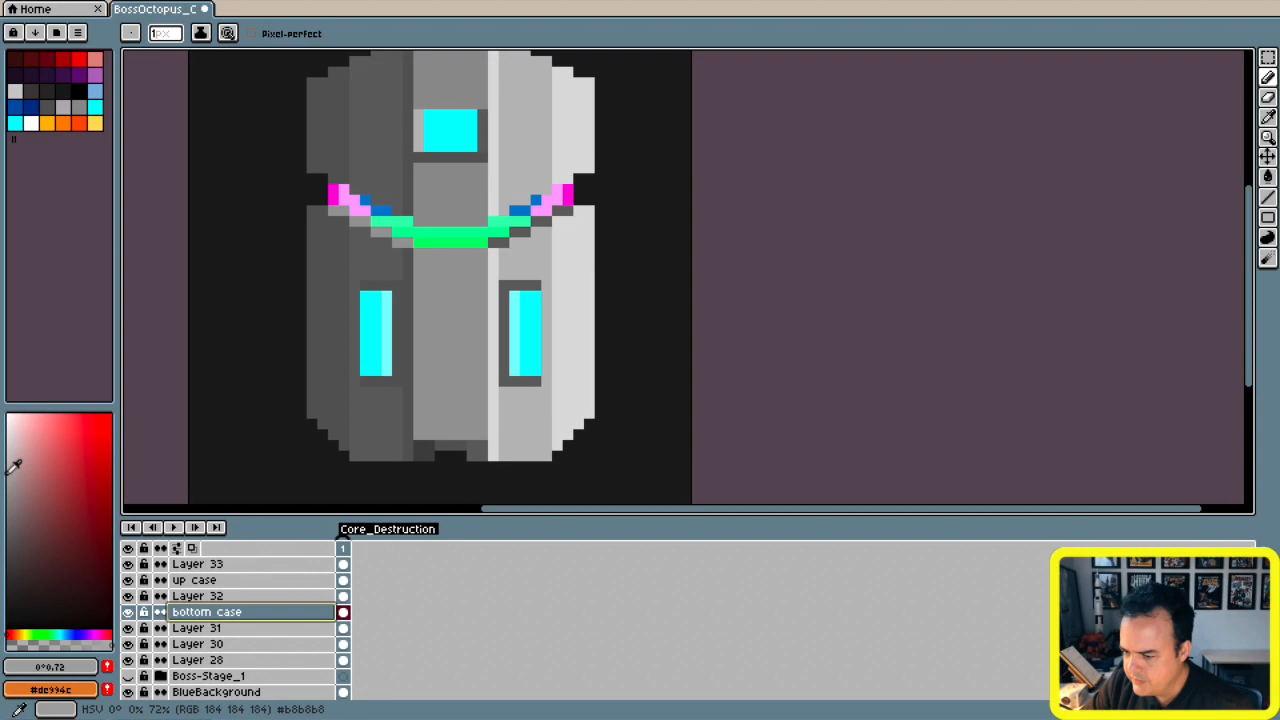 Home
BossOctopus_C
1px
Pixel-perfect
Core_Destruction
1
Layer 33
up case
Layer 32
bottom case
Layer 31
Layer 30
Layer 28
Boss-Stage_1
BlueBackground
0°0.72
#de994c
HSV 0° 0% 72% (RGB 184 184 184) #b8b8b8